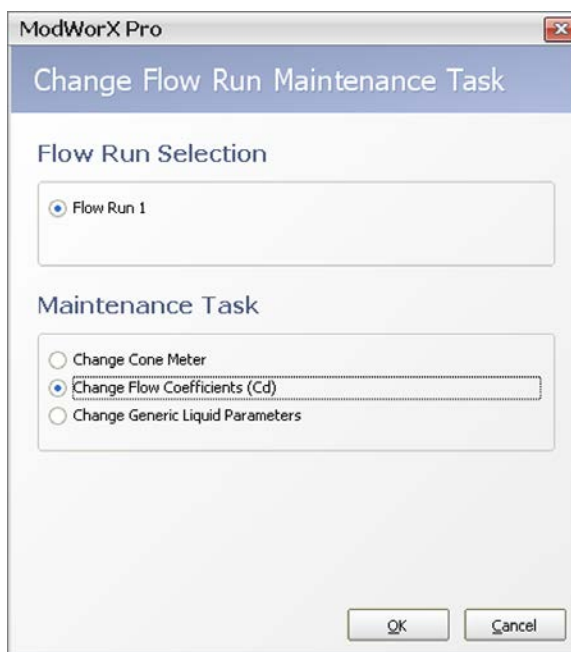 ModWorX Pro
Change Flow Run Maintenance Task
Flow Run Selection
Flow Run 1
Maintenance Task
Change Cone Meter
Change Flow Coefficients (Cd)
Change Generic Liquid Parameters
OK
Cancel